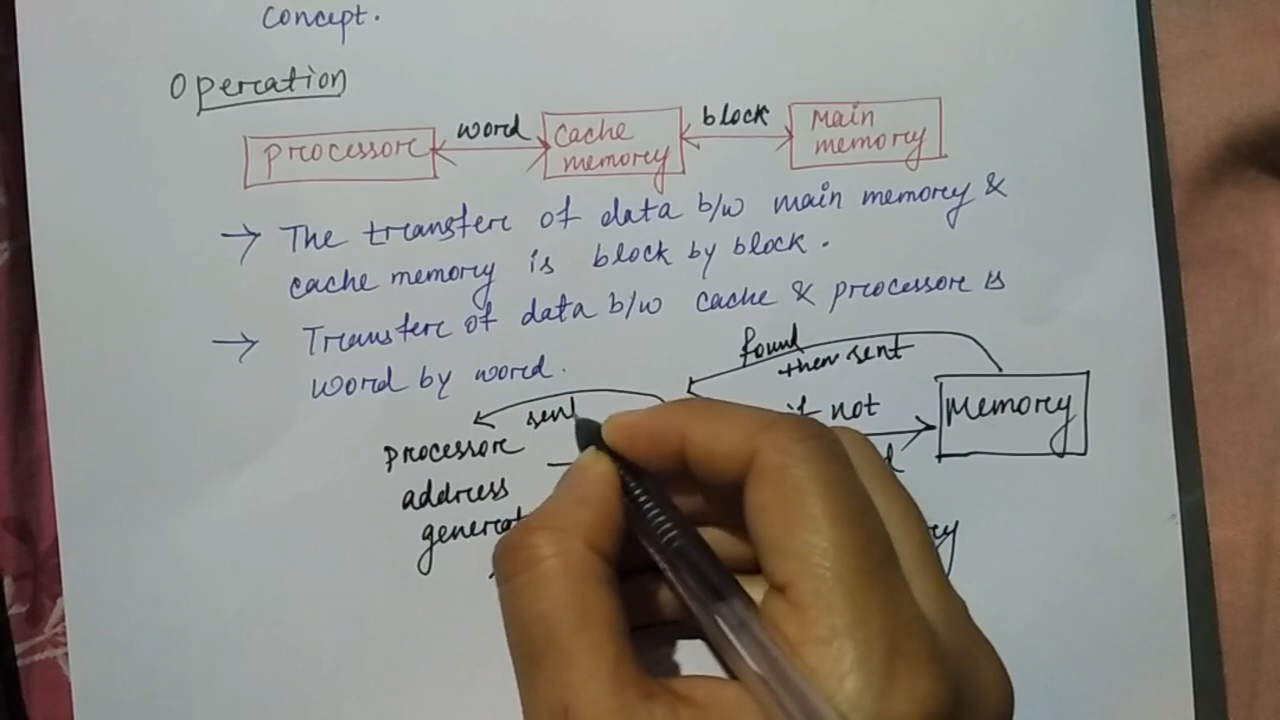 Concept.
Operation
processor
word
Cache
memory
block
Main
memory
→ The transfer of data b/w main memory &
cache memory is block by block.
→ Transfer of data b/w cache & processor is
word by word.
found
then sent
if not
Memory
sent
processor
address